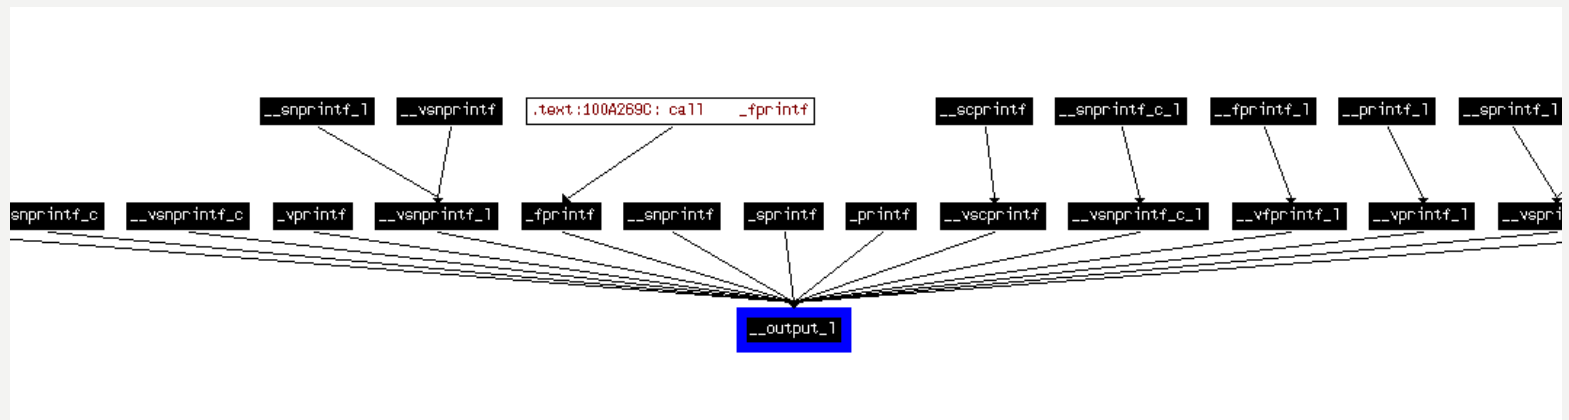 __snprintf_l __vsnprintf .text:100A269C: call _fprintf __scprintf __snprintf_c_l __fprintf_l __printf_l __sprintf_l
snprintf_c __vsnprintf_c _vprintf __vsnprintf_l _fprintf __snprintf _sprintf _printf __vscprintf __vsnprintf_c_l __vfprintf_l __vprintf_l __vspri
__output_l